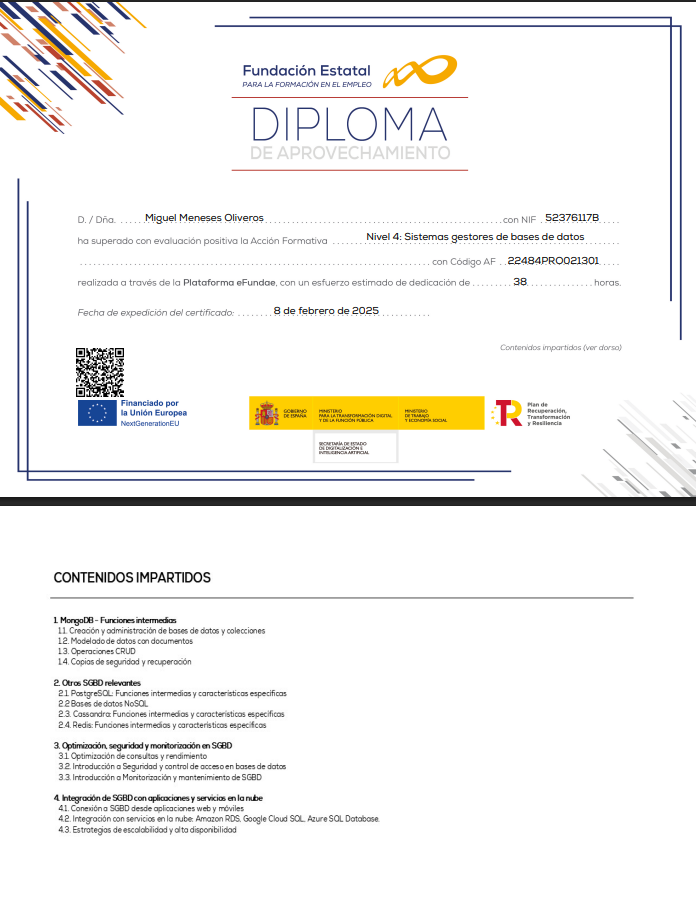 Fundación Estatal
PARA LA FORMACIÓN EN EL EMPLEO
DIPLOMA
DE APROVECHAMIENTO
D. / Dña. Miguel Meneses Oliveros con NIF 52376117B
ha superado con evaluación positiva la Acción Formativa Nivel 4: Sistemas gestores de bases de datos
con Código AF 22484PRO021301
realizada a través de la Plataforma eFundae, con un esfuerzo estimado de dedicación de 38 horas.
Fecha de expedición del certificado: 8 de febrero de 2025
Contenidos impartidos (ver dorso)
Financiado por
la Unión Europea
NextGenerationEU
GOBIERNO
DE ESPAÑA
MINISTERIO
PARA LA TRANSFORMACIÓN DIGITAL
Y DE LA FUNCIÓN PÚBLICA
MINISTERIO
DE TRABAJO
Y ECONOMÍA SOCIAL
SECRETARÍA DE ESTADO
DE DIGITALIZACIÓN E
INTELIGENCIA ARTIFICIAL
TR
Plan de
Recuperación,
Transformación
y Resiliencia
CONTENIDOS IMPARTIDOS
1. MongoDB - Funciones intermedias
1.1. Creación y administración de bases de datos y colecciones
1.2. Modelado de datos con documentos
1.3. Operaciones CRUD
1.4. Copias de seguridad y recuperación
2. Otros SGBD relevantes
2.1. PostgreSQL: Funciones intermedias y características específicas
2.2 Bases de datos NoSQL
2.3. Cassandra: Funciones intermedias y características específicas
2.4. Redis: Funciones intermedias y características específicas
3. Optimización, seguridad y monitorización en SGBD
3.1. Optimización de consultas y rendimiento
3.2. Introducción a Seguridad y control de acceso en bases de datos
3.3. Introducción a Monitorización y mantenimiento de SGBD
4. Integración de SGBD con aplicaciones y servicios en la nube
4.1. Conexión a SGBD desde aplicaciones web y móviles
4.2. Integración con servicios en la nube: Amazon RDS, Google Cloud SQL, Azure SQL Database.
4.3. Estrategias de escalabilidad y alta disponibilidad